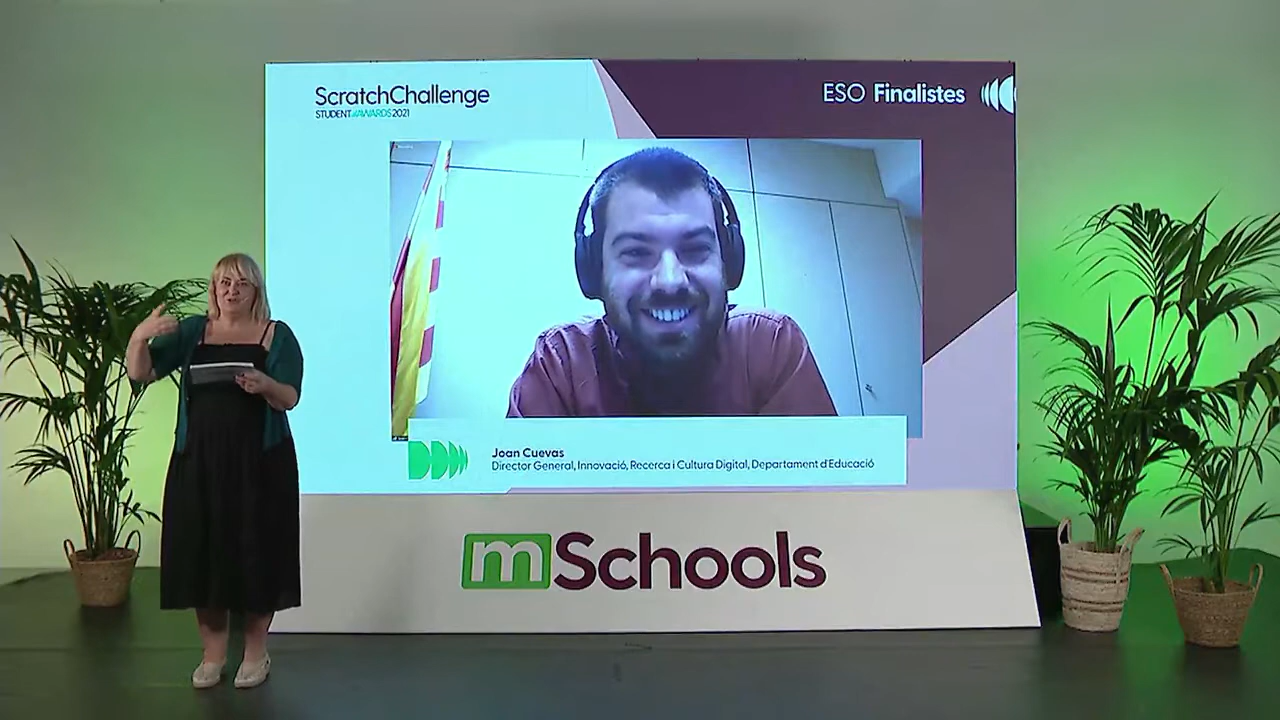 ScratchChallenge
STUDENT AWARDS 2021
ESO Finalistes
Joan Cuevas
Director General, Innovació, Recerca i Cultura Digital, Departament d'Educació
mSchools